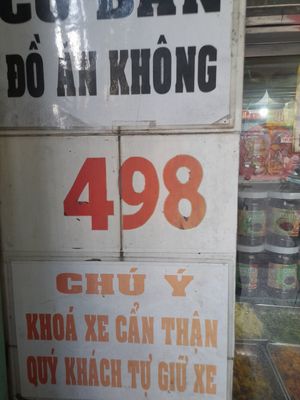 CÓ BÁN
ĐỒ ĂN KHÔNG
498
CHÚ Ý
KHOÁ XE CẨN THẬN
QUÝ KHÁCH TỰ GIỮ XE